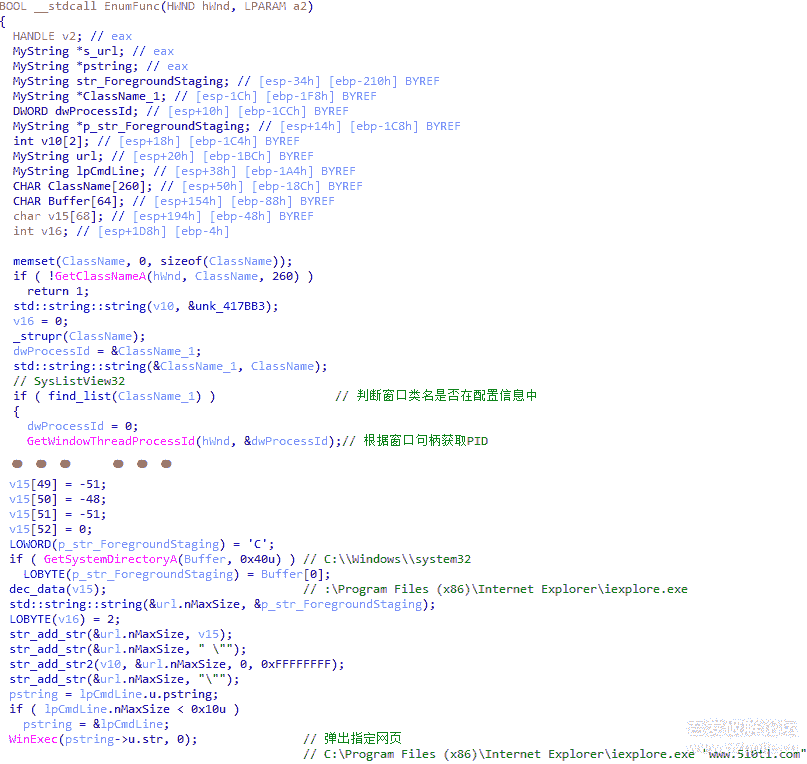 BOOL __stdcall EnumFunc(HWND hWnd, LPARAM a2)
{
HANDLE v2; // eax
MyString *s_url; // eax
MyString *pstring; // eax
MyString str_ForegroundStaging; // [esp-34h] [ebp-210h] BYREF
MyString *ClassName_1; // [esp-1Ch] [ebp-1F8h] BYREF
DWORD dwProcessId; // [esp+10h] [ebp-1CCh] BYREF
MyString *p_str_ForegroundStaging; // [esp+14h] [ebp-1C8h] BYREF
int v10[2]; // [esp+18h] [ebp-1C4h] BYREF
MyString url; // [esp+20h] [ebp-1BCh] BYREF
MyString lpCmdLine; // [esp+38h] [ebp-1A4h] BYREF
CHAR ClassName[260]; // [esp+50h] [ebp-18Ch] BYREF
CHAR Buffer[64]; // [esp+154h] [ebp-88h] BYREF
char v15[68]; // [esp+194h] [ebp-48h] BYREF
int v16; // [esp+1D8h] [ebp-4h]
memset(ClassName, 0, sizeof(ClassName));
if ( !GetClassNameA(hWnd, ClassName, 260) )
return 1;
std::string::string(v10, &unk_417BB3);
v16 = 0;
_strupr(ClassName);
dwProcessId = &ClassName_1;
std::string::string(&ClassName_1, ClassName);
// SysListView32
if ( find_list(ClassName_1) ) // 判断窗口类名是否在配置信息中
{
dwProcessId = 0;
GetWindowThreadProcessId(hWnd, &dwProcessId);// 根据窗口句柄获取PID
v15[49] = -51;
v15[50] = -48;
v15[51] = -51;
v15[52] = 0;
LOWORD(p_str_ForegroundStaging) = 'C';
if ( GetSystemDirectoryA(Buffer, 0x40u) ) // C:\\Windows\\system32
LOBYTE(p_str_ForegroundStaging) = Buffer[0];
dec_data(v15); // :\Program Files (x86)\Internet Explorer\iexplore.exe
std::string::string(&url.nMaxSize, &p_str_ForegroundStaging);
LOBYTE(v16) = 2;
str_add_str(&url.nMaxSize, v15);
str_add_str(&url.nMaxSize, " \"");
str_add_str2(v10, &url.nMaxSize, 0, 0xFFFFFFFF);
str_add_str(&url.nMaxSize, "\"");
pstring = lpCmdLine.u.pstring;
if ( lpCmdLine.nMaxSize < 0x10u )
pstring = &lpCmdLine;
WinExec(pstring->u.str, 0); // 弹出指定网页
// C:\Program Files (x86)\Internet Explorer\iexplore.exe "www.5i0tl.com"
吾爱破解论坛